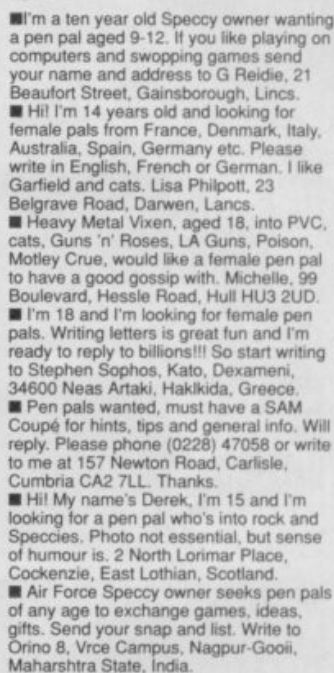 ■I'm a ten year old Speccy owner wanting
a pen pal aged 9-12. If you like playing on
computers and swopping games send
your name and address to G Reidie, 21
Beaufort Street, Gainsborough, Lincs.
■ Hi! I'm 14 years old and looking for
female pals from France, Denmark, Italy,
Australia, Spain, Germany etc. Please
write in English, French or German. I like
Garfield and cats. Lisa Philpott, 23
Belgrave Road, Darwen, Lancs.
■ Heavy Metal Vixen, aged 18, into PVC,
cats, Guns 'n' Roses, LA Guns, Poison,
Motley Crue, would like a female pen pal
to have a good gossip with. Michelle, 99
Boulevard, Hessle Road, Hull HU3 2UD.
■ I'm 18 and I'm looking for female pen
pals. Writing letters is great fun and I'm
ready to reply to billions!!! So start writing
to Stephen Sophos, Kato, Dexameni,
34600 Neas Artaki, Haklkida, Greece.
■ Pen pals wanted, must have a SAM
Coupé for hints, tips and general info. Will
reply. Please phone (0228) 47058 or write
to me at 157 Newton Road, Carlisle,
Cumbria CA2 7LL. Thanks.
■ Hi! My name's Derek, I'm 15 and I'm
looking for a pen pal who's into rock and
Speccies. Photo not essential, but sense
of humour is. 2 North Lorimar Place,
Cockenzie, East Lothian, Scotland.
■ Air Force Speccy owner seeks pen pals
of any age to exchange games, ideas,
gifts. Send your snap and list. Write to
Orino 8, Vrce Campus, Nagpur-Gooii,
Maharshtra State, India.